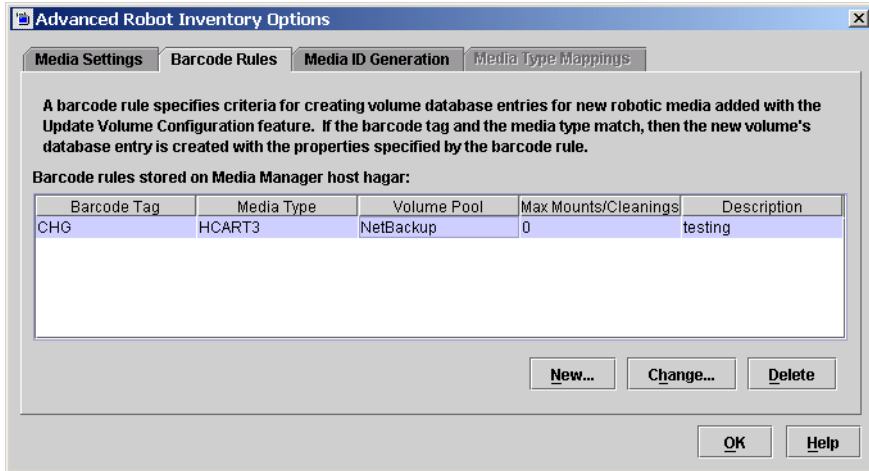 Advanced Robot Inventory Options
Media Settings Barcode Rules Media ID Generation Media Type Mappings
A barcode rule specifies criteria for creating volume database entries for new robotic media added with the
Update Volume Configuration feature. If the barcode tag and the media type match, then the new volume's
database entry is created with the properties specified by the barcode rule.
Barcode rules stored on Media Manager host hagar:
Barcode Tag Media Type Volume Pool Max Mounts/Cleanings Description
CHG HCART3 NetBackup 0 testing
New... Change... Delete
OK Help